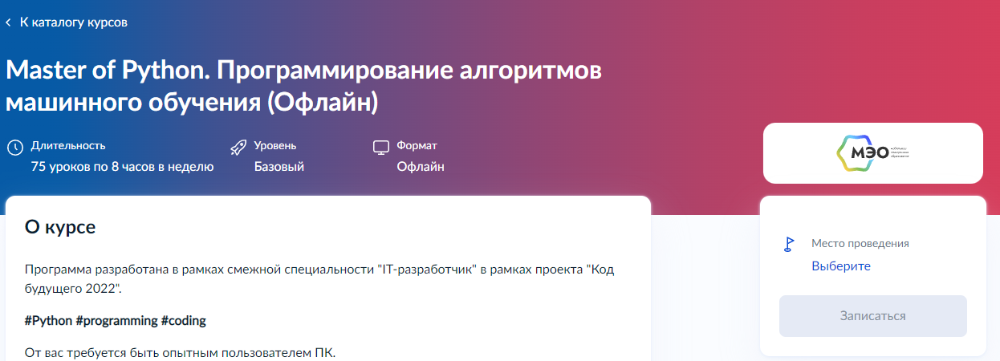 К каталогу курсов
Master of Python. Программирование алгоритмов
машинного обучения (Офлайн)
Длительность
75 уроков по 8 часов в неделю
Уровень
Базовый
Формат
Офлайн
МЭО
О курсе
Программа разработана в рамках смежной специальности "IT-разработчик" в рамках проекта "Код
будущего 2022".
#Python #programming #coding
От вас требуется быть опытным пользователем ПК.
Место проведения
Выберите
Записаться